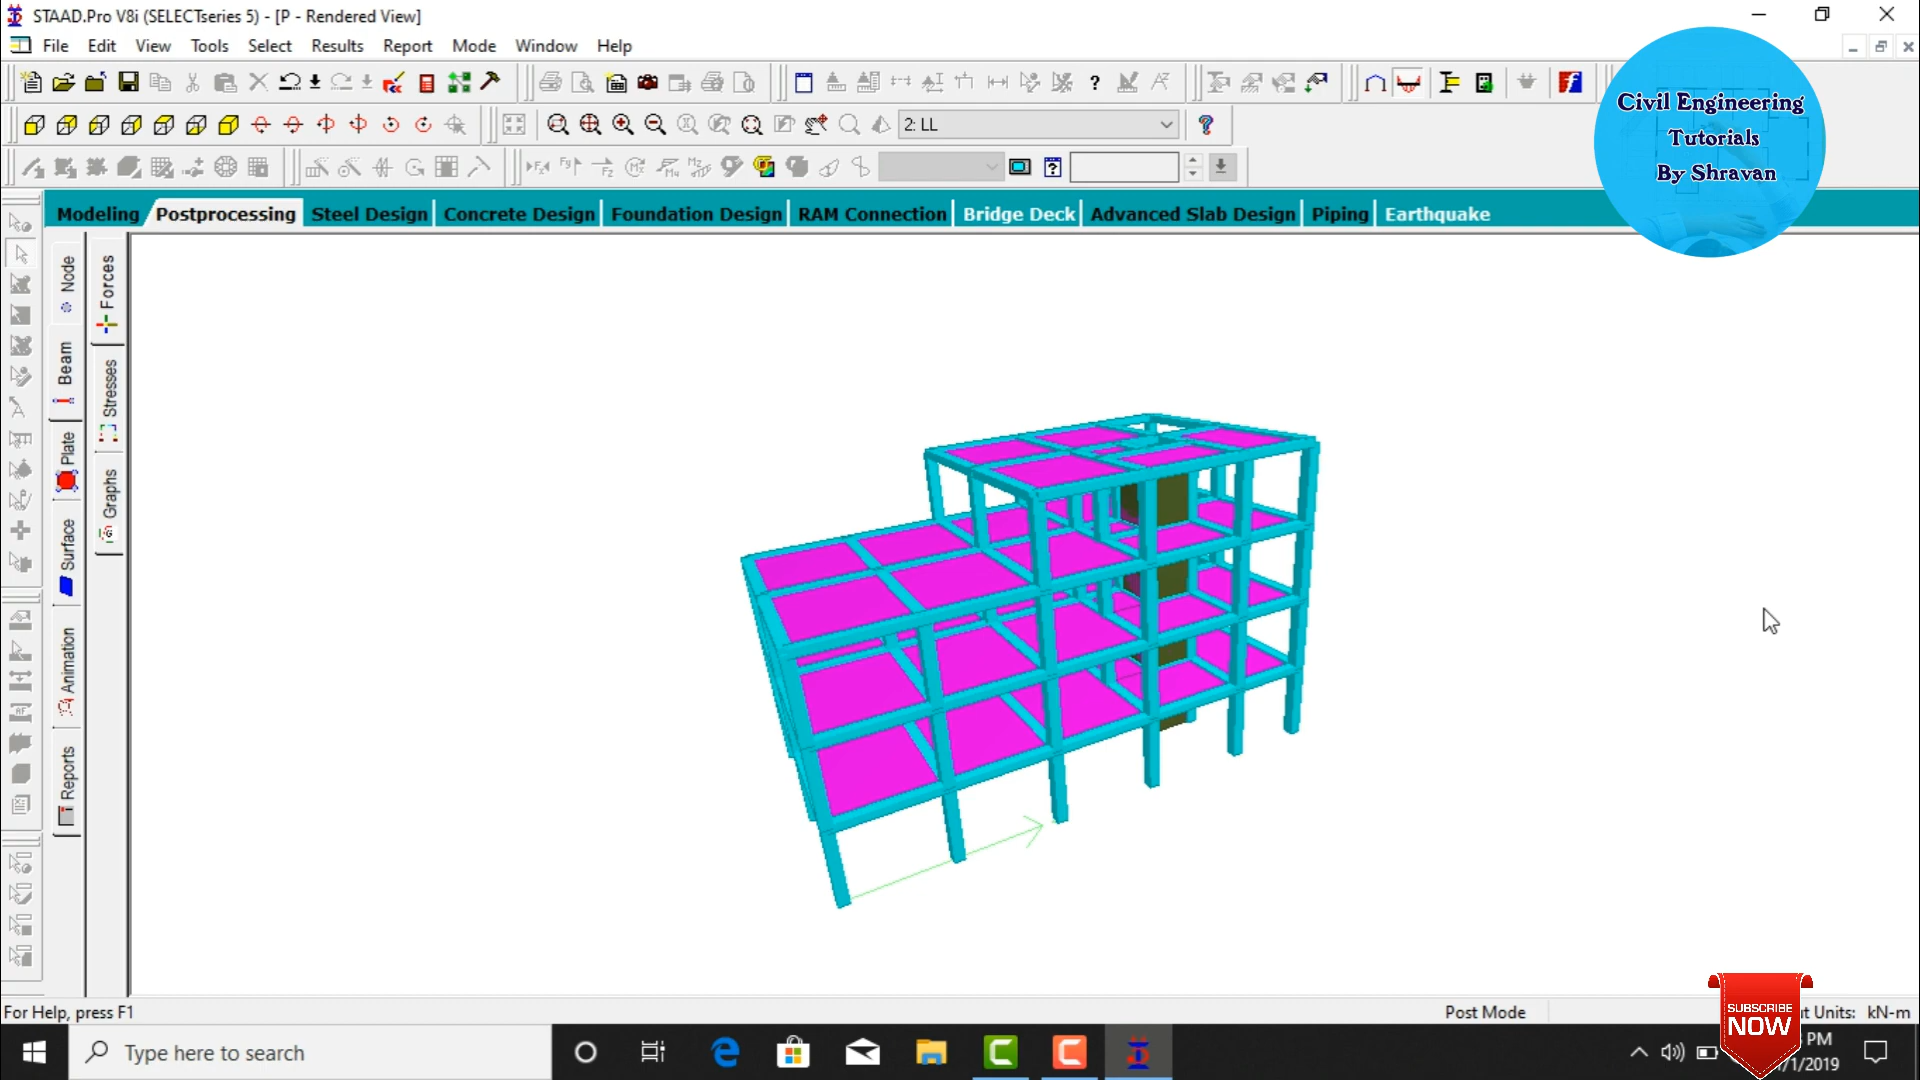 STAAD.Pro V8i (SELECTseries 5) - [P - Rendered View]
File Edit View Tools Select Results Report Mode Window Help
Civil Engineering
Tutorials
By Shravan
2: LL
Modeling Postprocessing Steel Design Concrete Design Foundation Design RAM Connection Bridge Deck Advanced Slab Design Piping Earthquake
Node
Beam
Plate
Surface
Animation
Reports
Forces
Stresses
Graphs
For Help, press F1
Post Mode
t Units: kN-m
SUBSCRIBE
NOW
Type here to search
PM
/1/2019